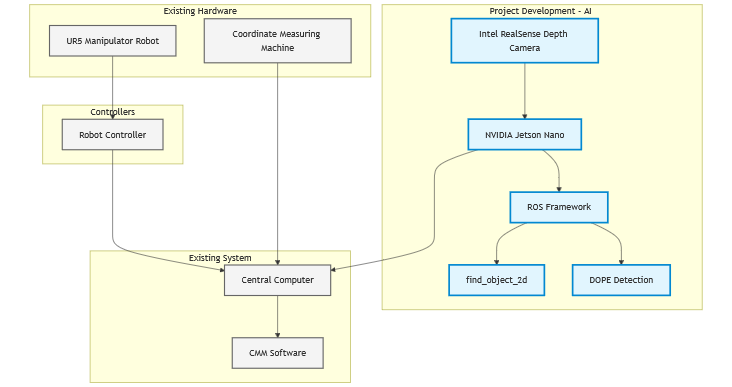 Existing Hardware
UR5 Manipulator Robot
Coordinate Measuring
Machine
Controllers
Robot Controller
Existing System
Central Computer
CMM Software
Project Development - AI
Intel RealSense Depth
Camera
NVIDIA Jetson Nano
ROS Framework
find_object_2d
DOPE Detection